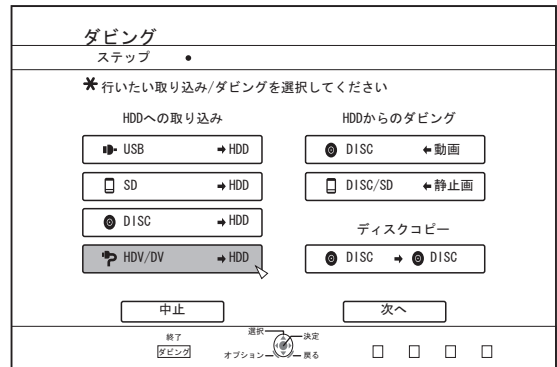 ダビング
ステップ
*行いたい取り込み/ダビングを選択してください
HDDへの取り込み
USB → HDD
SD → HDD
DISC → HDD
HDV/DV → HDD
HDDからのダビング
DISC ← 動画
DISC/SD ← 静止画
ディスクコピー
DISC → DISC
中止
次へ
終了
ダビング
選択
決定
オプション
戻る